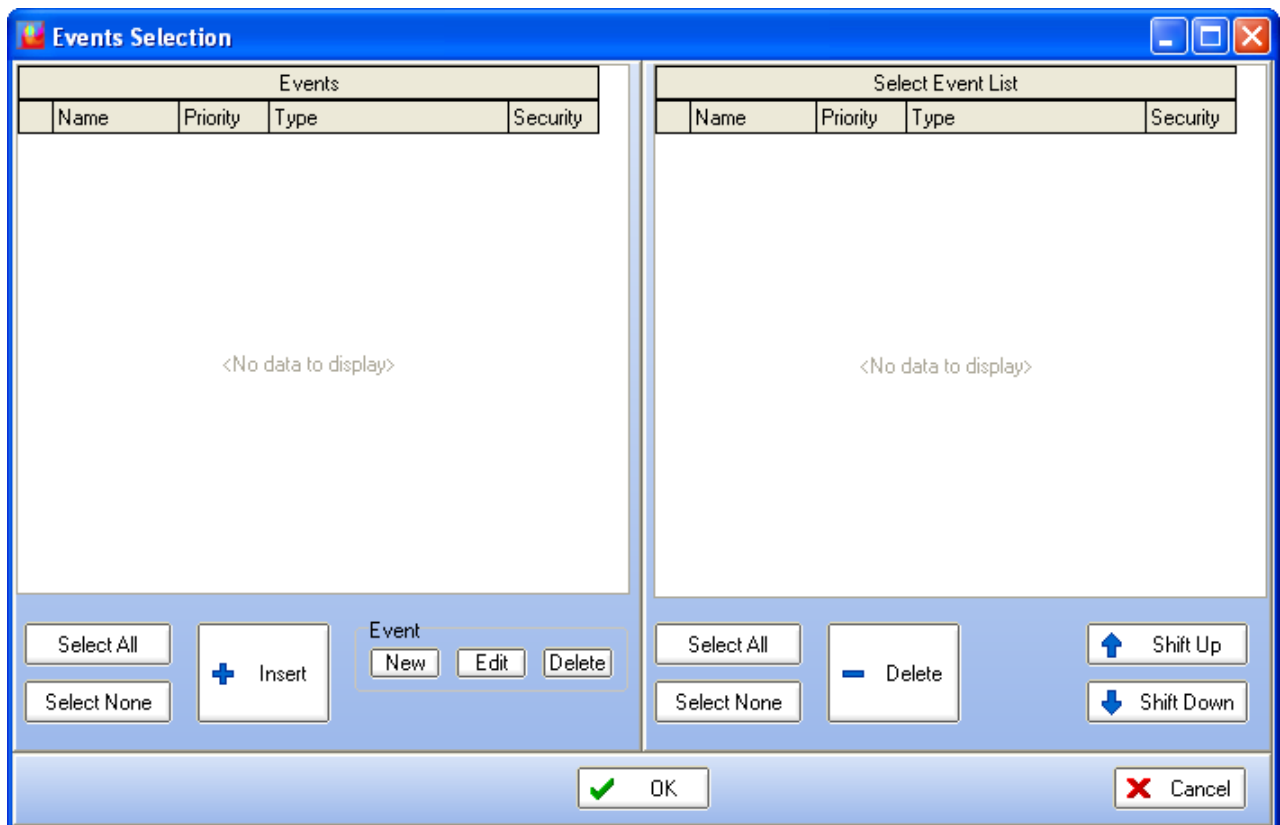 Events Selection
Events
Name Priority Type Security
<No data to display>
Select All
Select None
Insert
Event
New Edit Delete
Select Event List
Name Priority Type Security
<No data to display>
Select All
Select None
Delete
Shift Up
Shift Down
OK
Cancel